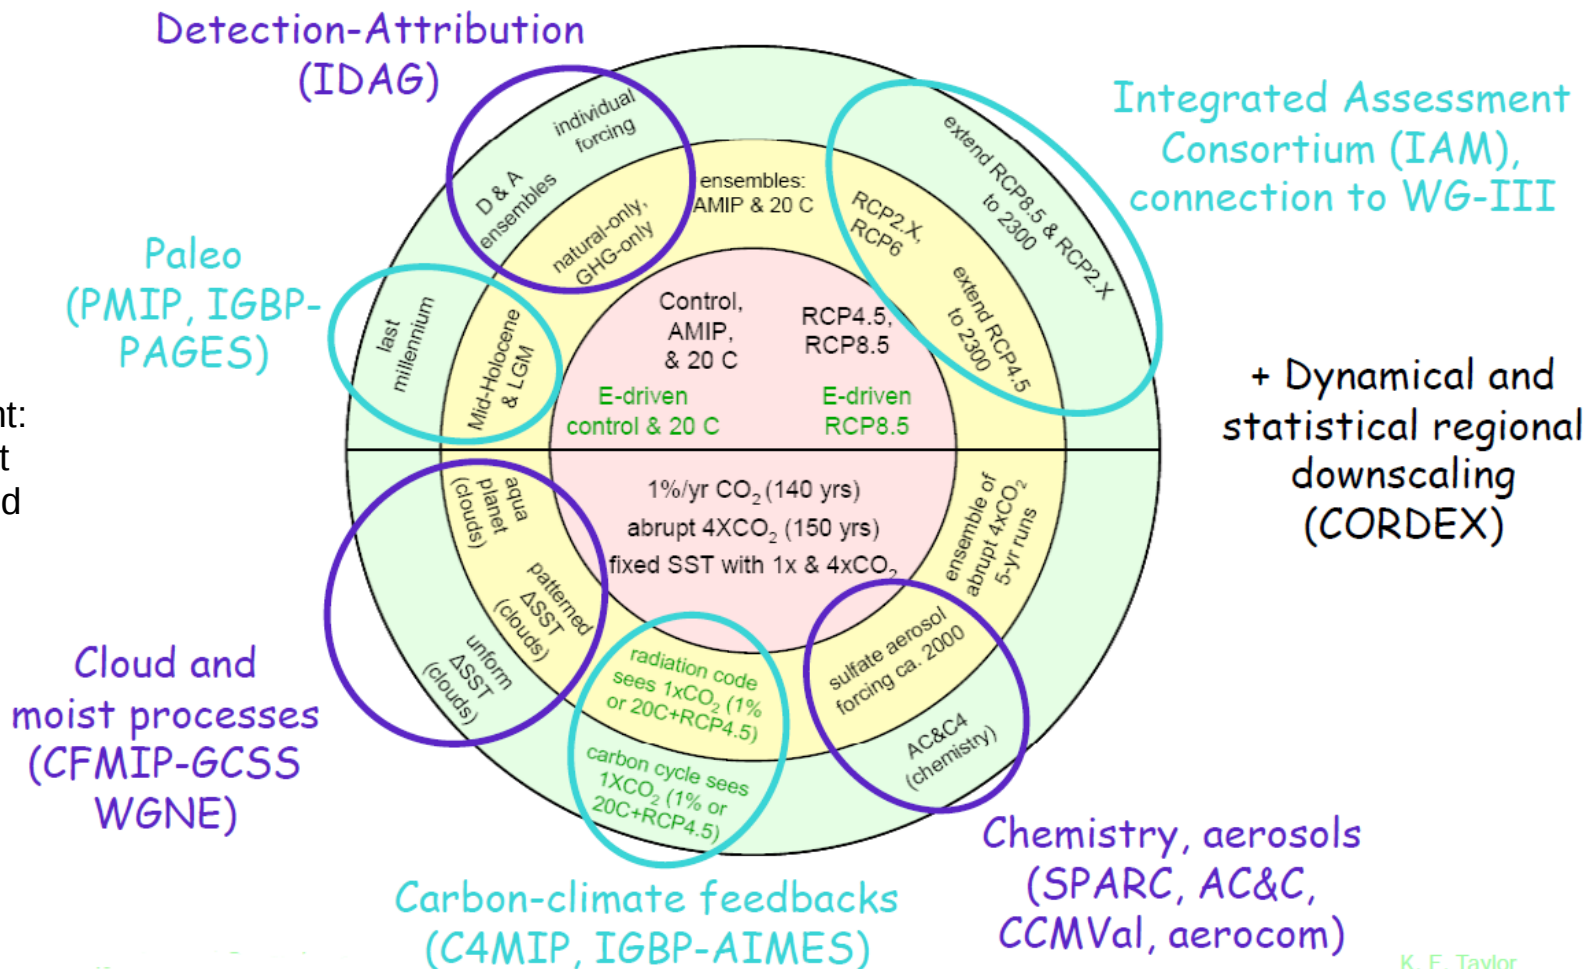 Detection-Attribution
(IDAG)
individual
forcing
D & A
ensembles
natural-only,
GHG-only
ensembles:
AMIP & 20 C
RCP2.X,
RCP6
extend RCP8.5 & RCP2.X
to 2300
extend RCP4.5
to 2300
Integrated Assessment
Consortium (IAM),
connection to WG-III
Paleo
(PMIP, IGBP-
PAGES)
last
millennium
Mid-Holocene
& LGM
Control,
AMIP,
& 20 C
RCP4.5,
RCP8.5
E-driven
control & 20 C
E-driven
RCP8.5
+ Dynamical and
statistical regional
downscaling
(CORDEX)
nt:
t
d
1%/yr CO₂ (140 yrs)
abrupt 4XCO₂ (150 yrs)
fixed SST with 1x & 4xCO₂
aqua
planet
(clouds)
patterned
ΔSST
(clouds)
unform
ΔSST
(clouds)
ensemble of
abrupt 4xCO₂
5-yr runs
sulfate aerosol
forcing ca. 2000
AC&C4
(chemistry)
radiation code
sees 1xCO₂ (1%
or 20C+RCP4.5)
carbon cycle sees
1XCO₂ (1% or
20C+RCP4.5)
Cloud and
moist processes
(CFMIP-GCSS
WGNE)
Chemistry, aerosols
(SPARC, AC&C,
CCMVal, aerocom)
Carbon-climate feedbacks
(C4MIP, IGBP-AIMES)
K. E. Taylor